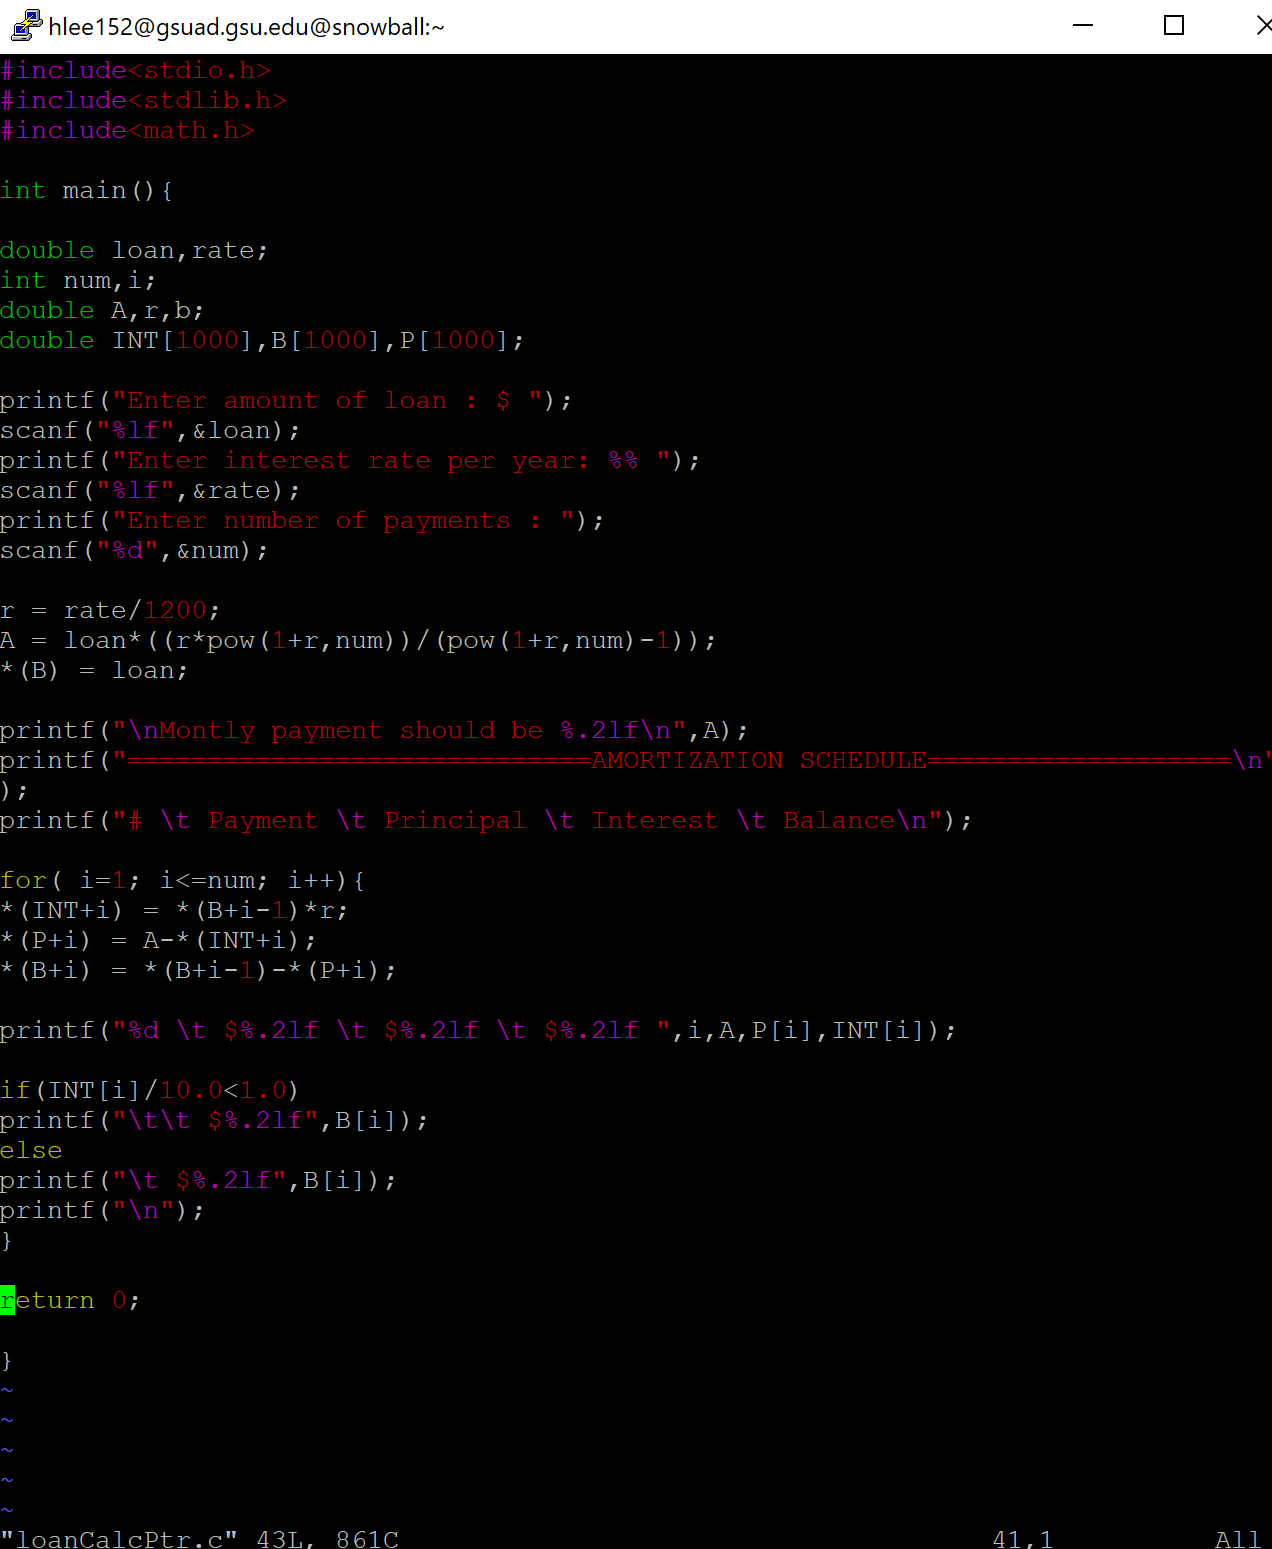 hlee152@gsuad.gsu.edu@snowball:~
#include<stdio.h>
#include<stdlib.h>
#include<math.h>
int main(){
double loan,rate;
int num,i;
double A,r,b;
double INT[1000],B[1000],P[1000];
printf("Enter amount of loan : $ ");
scanf("%lf",&loan);
printf("Enter interest rate per year: %% ");
scanf("%lf",&rate);
printf("Enter number of payments : ");
scanf("%d",&num);
r = rate/1200;
A = loan*((r*pow(1+r,num))/(pow(1+r,num)-1));
*(B) = loan;
printf("\nMontly payment should be %.2lf\n",A);
printf("=============================AMORTIZATION SCHEDULE===================\n"
);
printf("# \t Payment \t Principal \t Interest \t Balance\n");
for( i=1; i<=num; i++){
*(INT+i) = *(B+i-1)*r;
*(P+i) = A-*(INT+i);
*(B+i) = *(B+i-1)-*(P+i);
printf("%d \t $%.2lf \t $%.2lf \t $%.2lf ",i,A,P[i],INT[i]);
if(INT[i]/10.0<1.0)
printf("\t\t $%.2lf",B[i]);
else
printf("\t $%.2lf",B[i]);
printf("\n");
}
return 0;
}
~
~
~
~
~
"loanCalcPtr.c" 43L, 861C 41,1 All